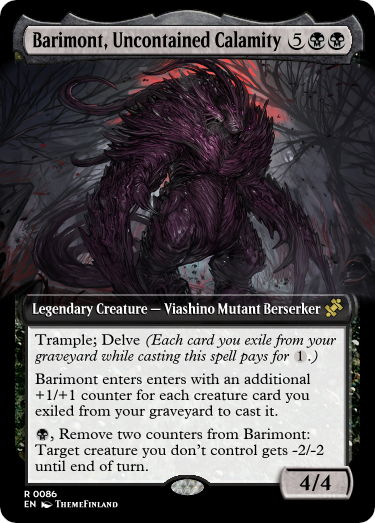 Barimont, Uncontained Calamity 5
Legendary Creature — Viashino Mutant Berserker
Trample; Delve (Each card you exile from your
graveyard while casting this spell pays for 1.)
Barimont enters enters with an additional
+1/+1 counter for each creature card you
exiled from your graveyard to cast it.
, Remove two counters from Barimont:
Target creature you don't control gets -2/-2
until end of turn.
4/4
R 0086
EN ThemeFinland